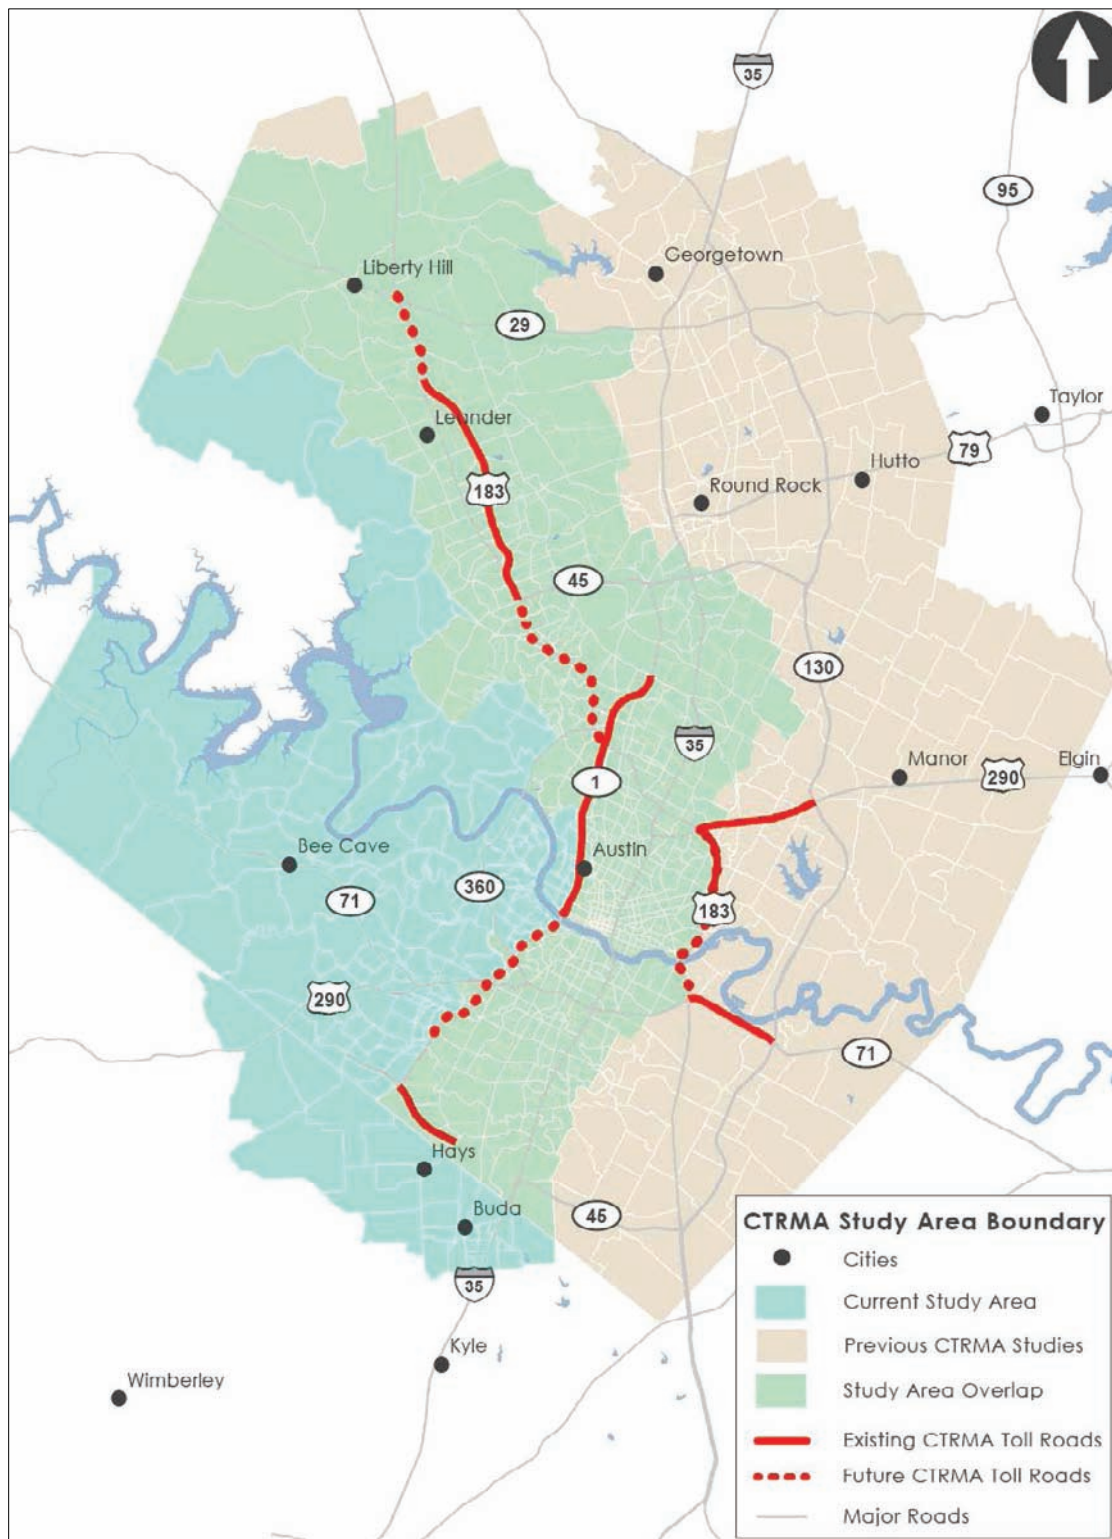 35
95
Georgetown
Liberty Hill
29
Taylor
Leander
79
Hutto
183
Round Rock
45
130
35
Manor
Elgin
290
1
Bee Cave
Austin
360
71
183
290
71
Hays
Buda
45
35
Kyle
Wimberley
CTRMA Study Area Boundary
Cities
Current Study Area
Previous CTRMA Studies
Study Area Overlap
Existing CTRMA Toll Roads
Future CTRMA Toll Roads
Major Roads